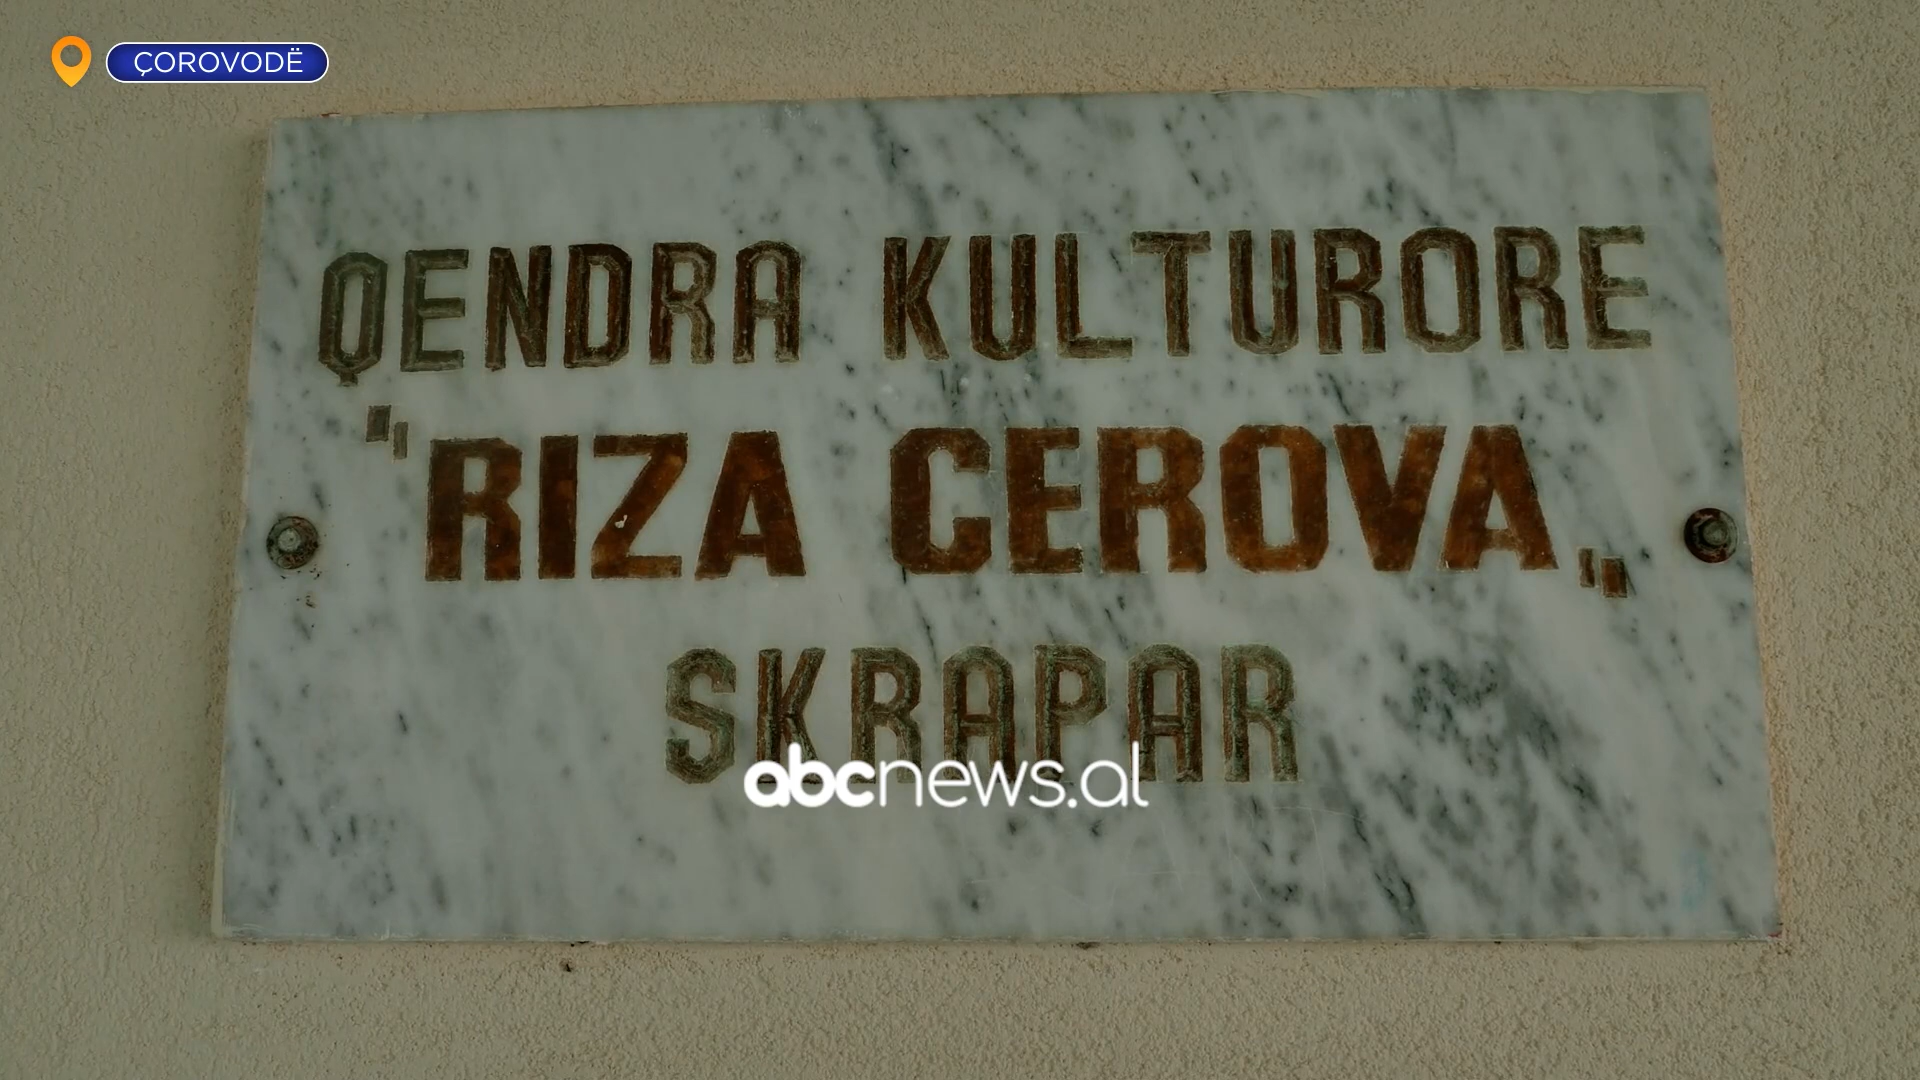 ÇOROVODË
QENDRA KULTURORE
"RIZA CEROVA„
SKRAPAR
abcnews.al